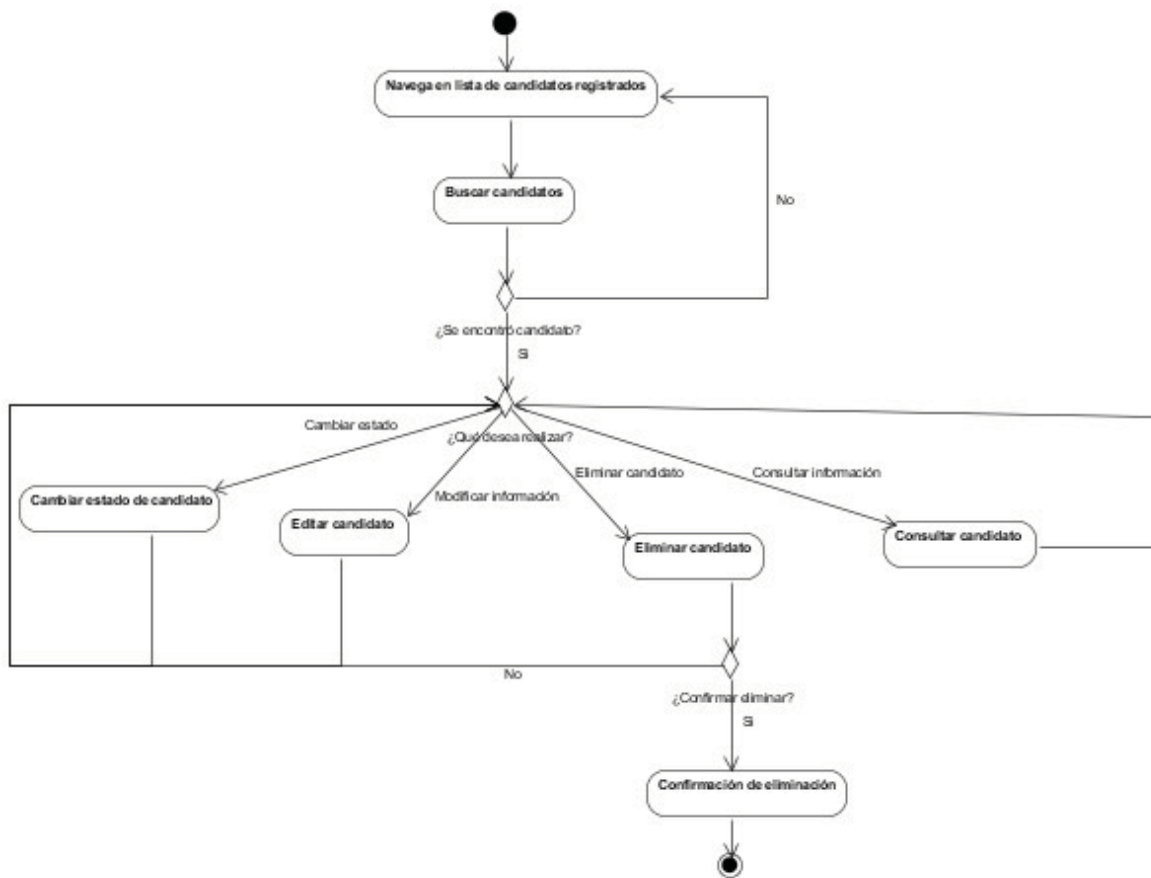 Navega en lista de candidatos registrados
Buscar candidatos
No
¿Se encontró candidato?
Si
Cambiar estado
¿Qué desea realizar?
Eliminar candidato
Consultar información
Cambiar estado de candidato
Modificar información
Editar candidato
Eliminar candidato
Consultar candidato
No
¿Confirmar eliminar?
Si
Confirmación de eliminación